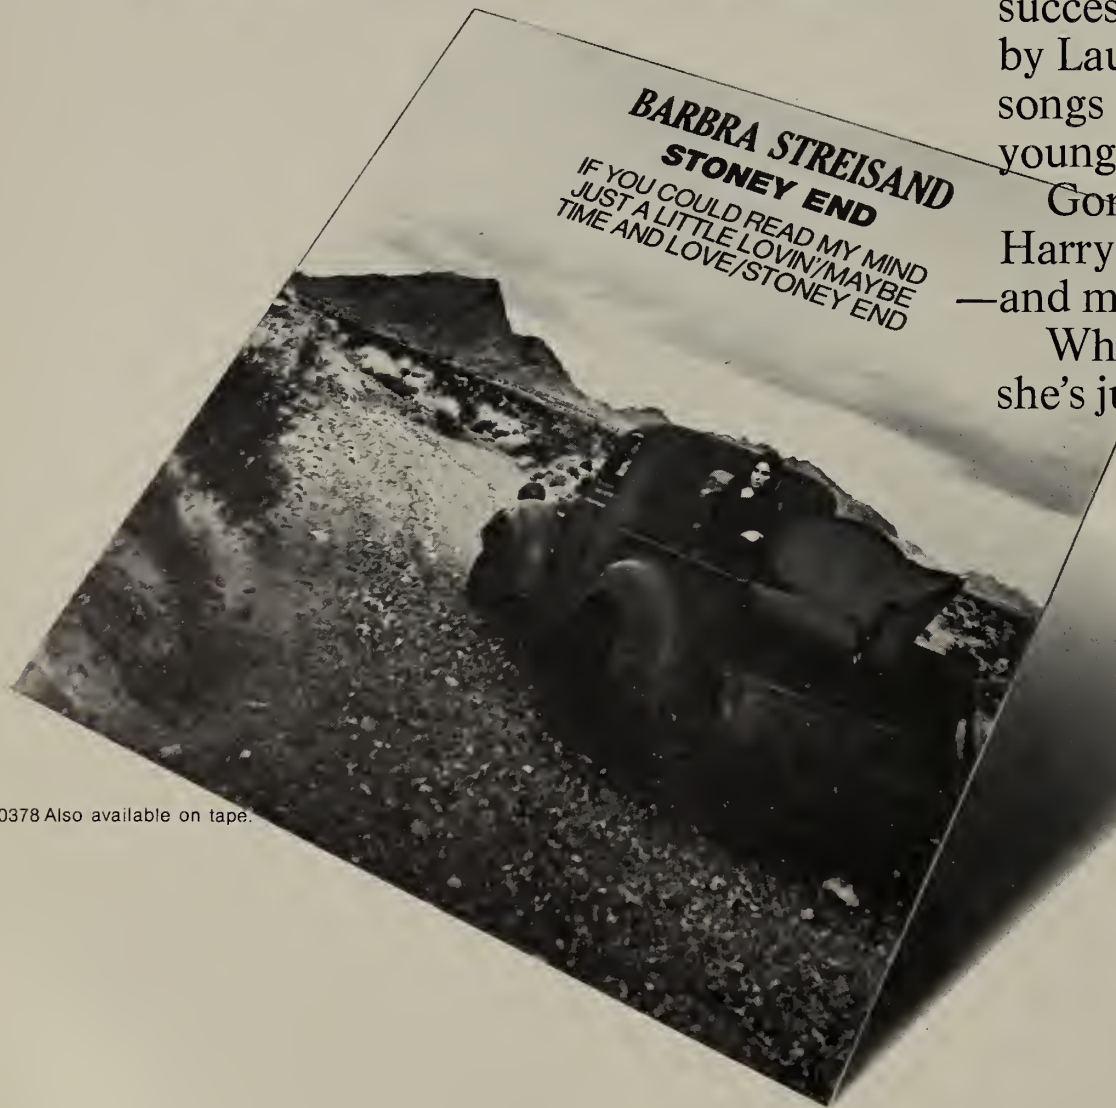 succes
by Lau
songs
young
Gor
Harry
—and m
Wh
she's ju
BARBRA STREISAND
STONEY END
IF YOU COULD READ MY MIND
JUST A LITTLE LOVIN'/MAYBE
TIME AND LOVE/STONEY END
0378 Also available on tape.